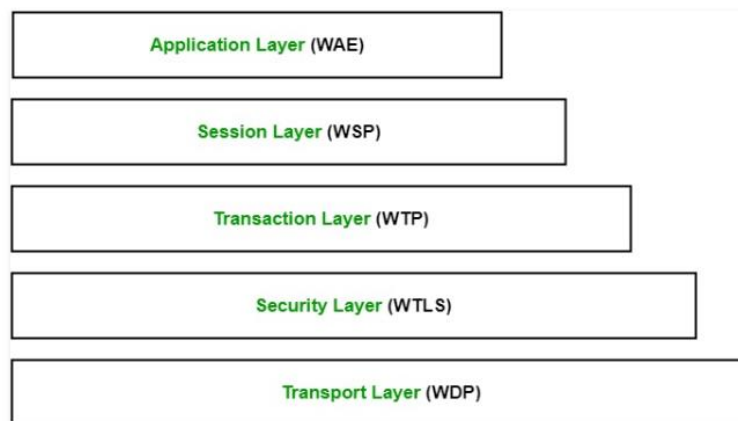 Application Layer (WAE)
Session Layer (WSP)
Transaction Layer (WTP)
Security Layer (WTLS)
Transport Layer (WDP)